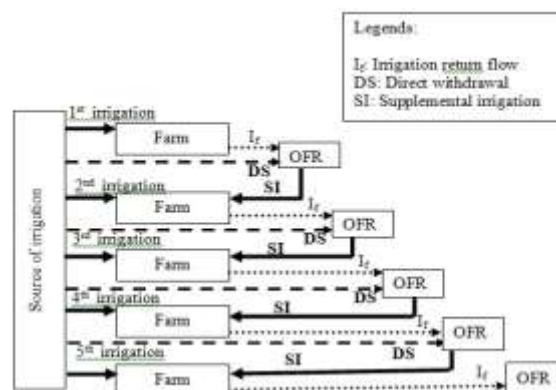 Legends:
If: Irrigation return flow
DS: Direct withdrawal
SI: Supplemental irrigation
Source of irrigation
1st irrigation
Farm
If
OFR
DS
SI
2nd irrigation
Farm
If
OFR
DS
SI
3rd irrigation
Farm
If
OFR
DS
SI
4th irrigation
Farm
If
OFR
DS
SI
5th irrigation
Farm
If
OFR